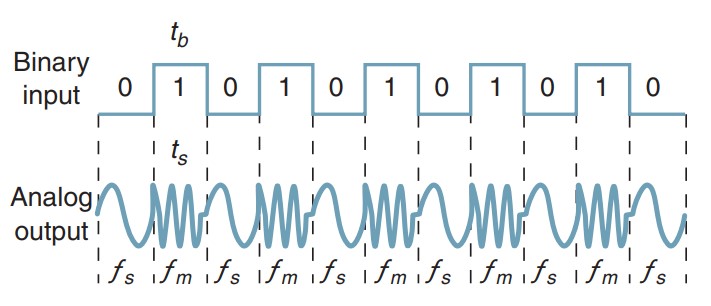 t_b
Binary input
0 1 0 1 0 1 0 1 0 1 0
t_s
Analog output
f_s f_m f_s f_m f_s f_m f_s f_m f_s f_m f_s